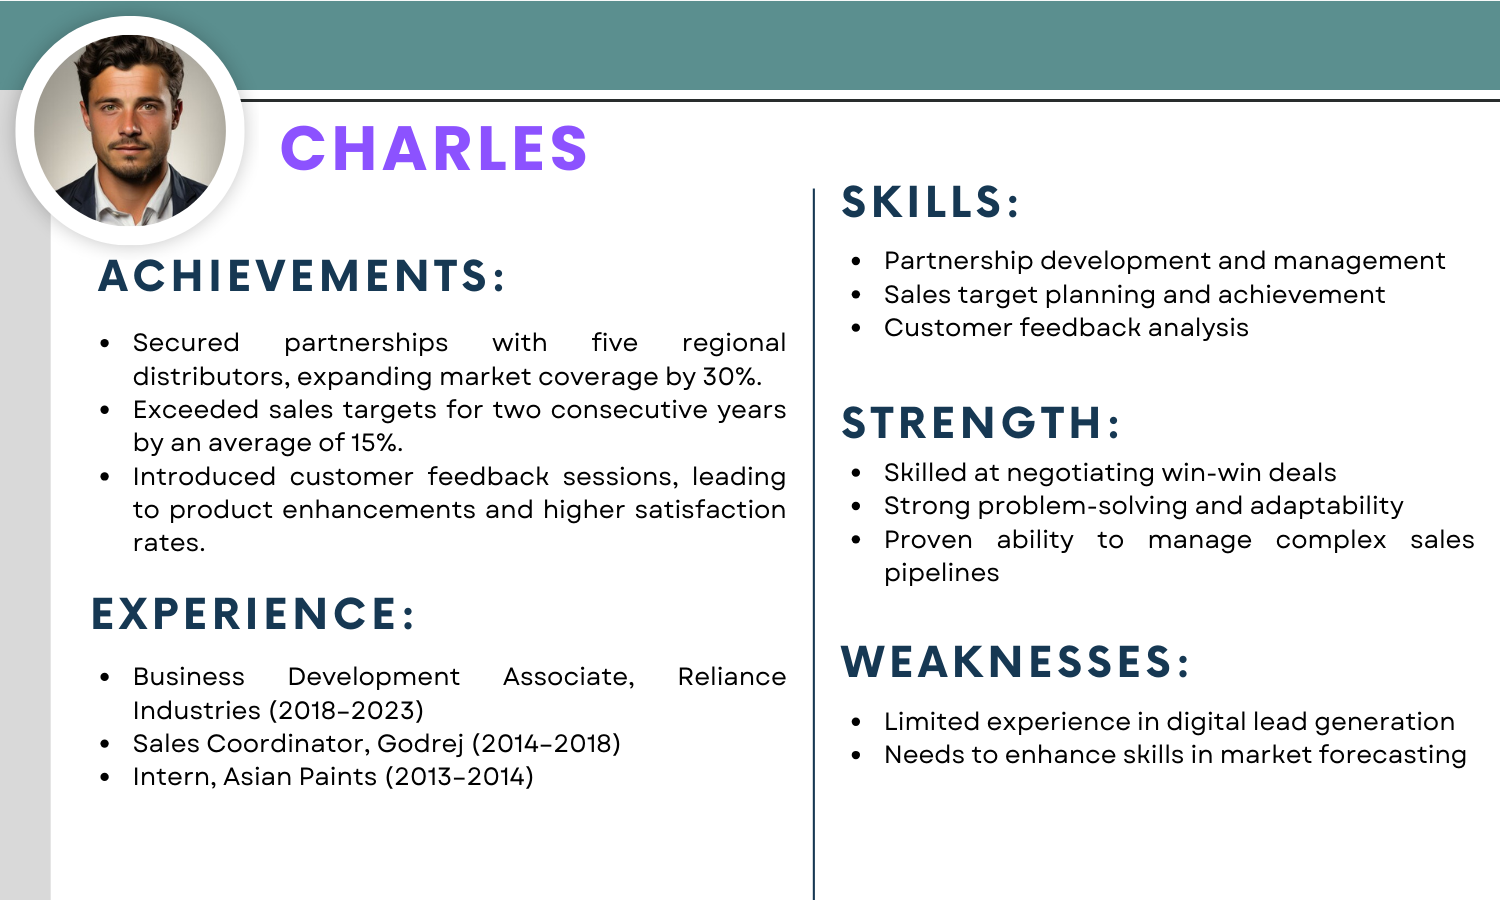 CHARLES
ACHIEVEMENTS:
• Secured partnerships with five regional
distributors, expanding market coverage by 30%.
• Exceeded sales targets for two consecutive years
by an average of 15%.
• Introduced customer feedback sessions, leading
to product enhancements and higher satisfaction
rates.
EXPERIENCE:
• Business Development Associate, Reliance
Industries (2018–2023)
• Sales Coordinator, Godrej (2014–2018)
• Intern, Asian Paints (2013–2014)
SKILLS:
• Partnership development and management
• Sales target planning and achievement
• Customer feedback analysis
STRENGTH:
• Skilled at negotiating win-win deals
• Strong problem-solving and adaptability
• Proven ability to manage complex sales
pipelines
WEAKNESSES:
• Limited experience in digital lead generation
• Needs to enhance skills in market forecasting